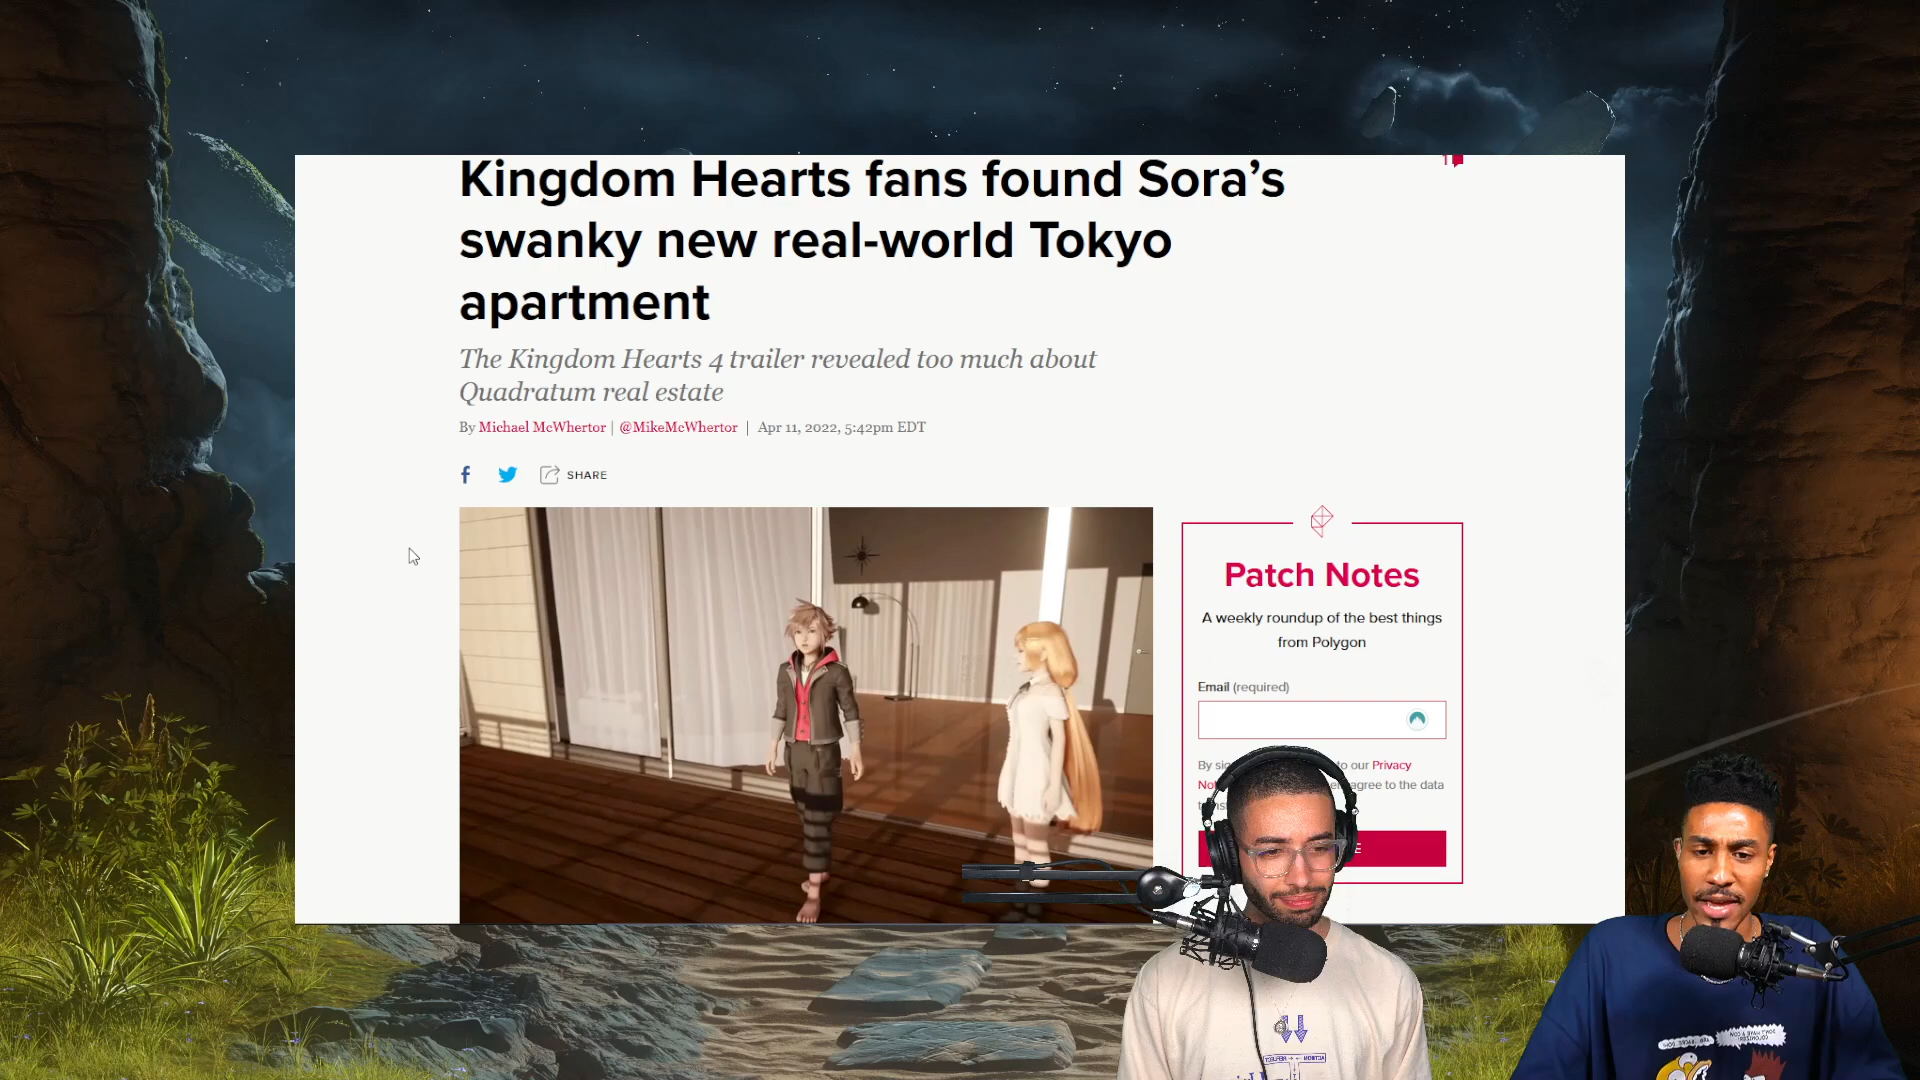 Kingdom Hearts fans found Sora's
swanky new real-world Tokyo
apartment
The Kingdom Hearts 4 trailer revealed too much about
Quadratum real estate
By Michael McWhertor | @MikeMcWhertor | Apr 11, 2022, 5:42pm EDT
SHARE
Patch Notes
A weekly roundup of the best things
from Polygon
Email (required)
to our Privacy
agree to the data